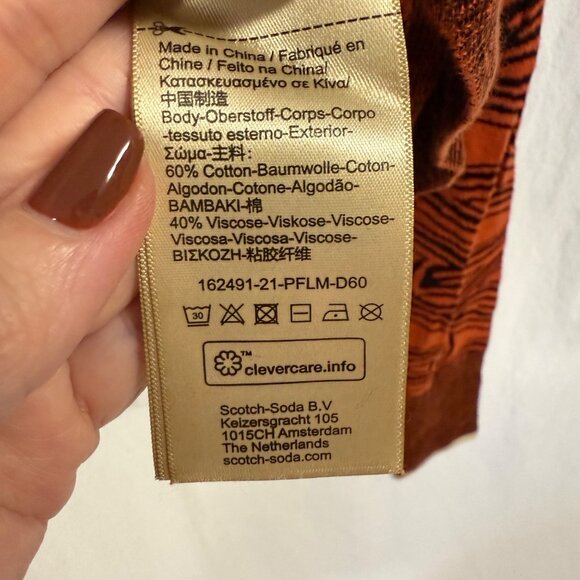 Made in China / Fabriqué en
Chine / Feito na China/
Κατασκευασμένο σε Κίνα/
中国制造
Body-Oberstoff-Corps-Corpo
-tessuto esterno-Exterior-
Σώμα-主料:
60% Cotton-Baumwolle-Coton-
Algodon-Cotone-Algodão-
ΒΑΜΒΑΚΙ-棉
40% Viscose-Viskose-Viscose-
Viscosa-Viscosa-Viscose-
ΒΙΣΚΟΖΗ-粘胶纤维
162491-21-PFLM-D60
30
™ clevercare.info
Scotch-Soda B.V
Keizersgracht 105
1015CH Amsterdam
The Netherlands
scotch-soda.com